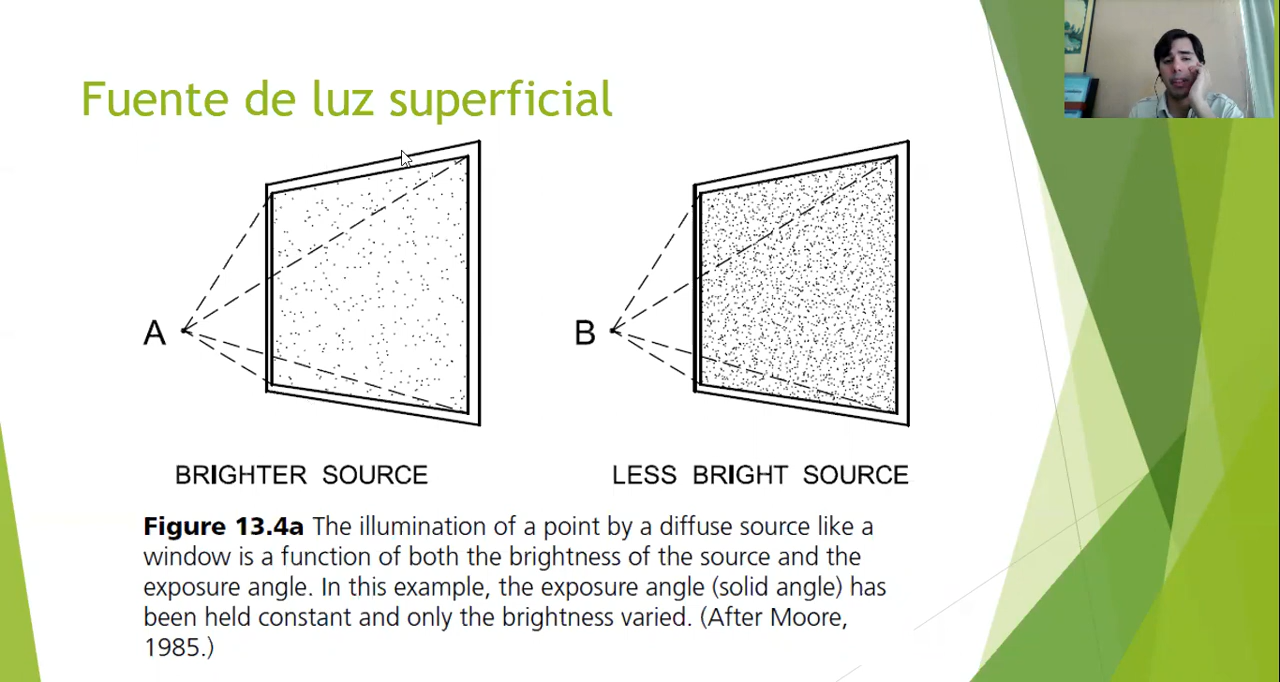 Fuente de luz superficial
A
B
BRIGHTER SOURCE
LESS BRIGHT SOURCE
Figure 13.4a The illumination of a point by a diffuse source like a
window is a function of both the brightness of the source and the
exposure angle. In this example, the exposure angle (solid angle) has
been held constant and only the brightness varied. (After Moore,
1985.)